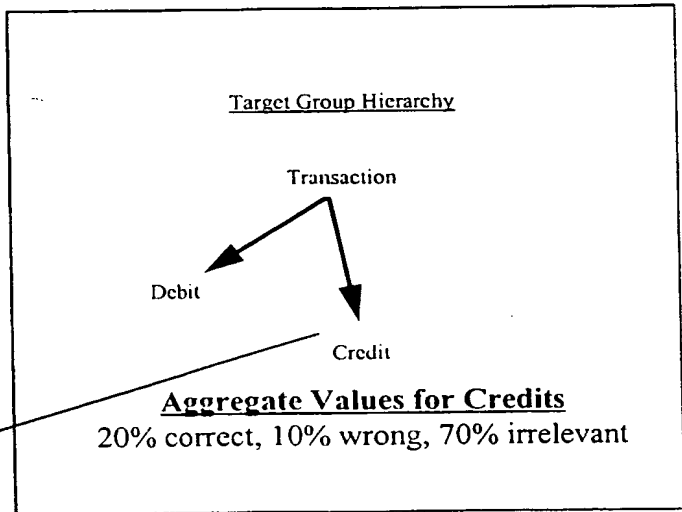 Target Group Hierarchy
Transaction
Debit
Credit
Aggregate Values for Credits
20% correct, 10% wrong, 70% irrelevant